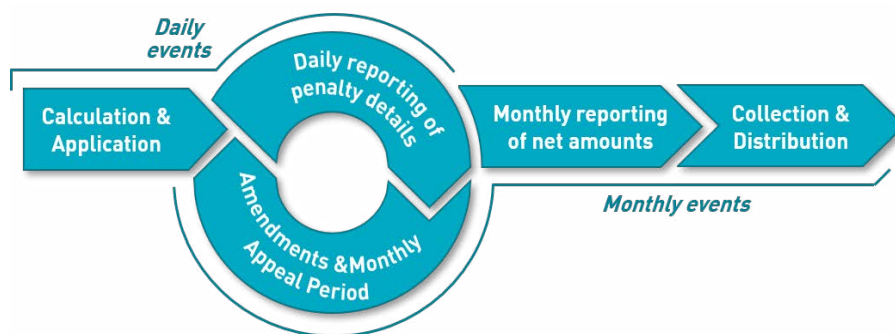 Daily
events
Calculation &
Application
Daily reporting of
penalty details
Amendments &Monthly
Appeal Period
Monthly reporting
of net amounts
Collection &
Distribution
Monthly events